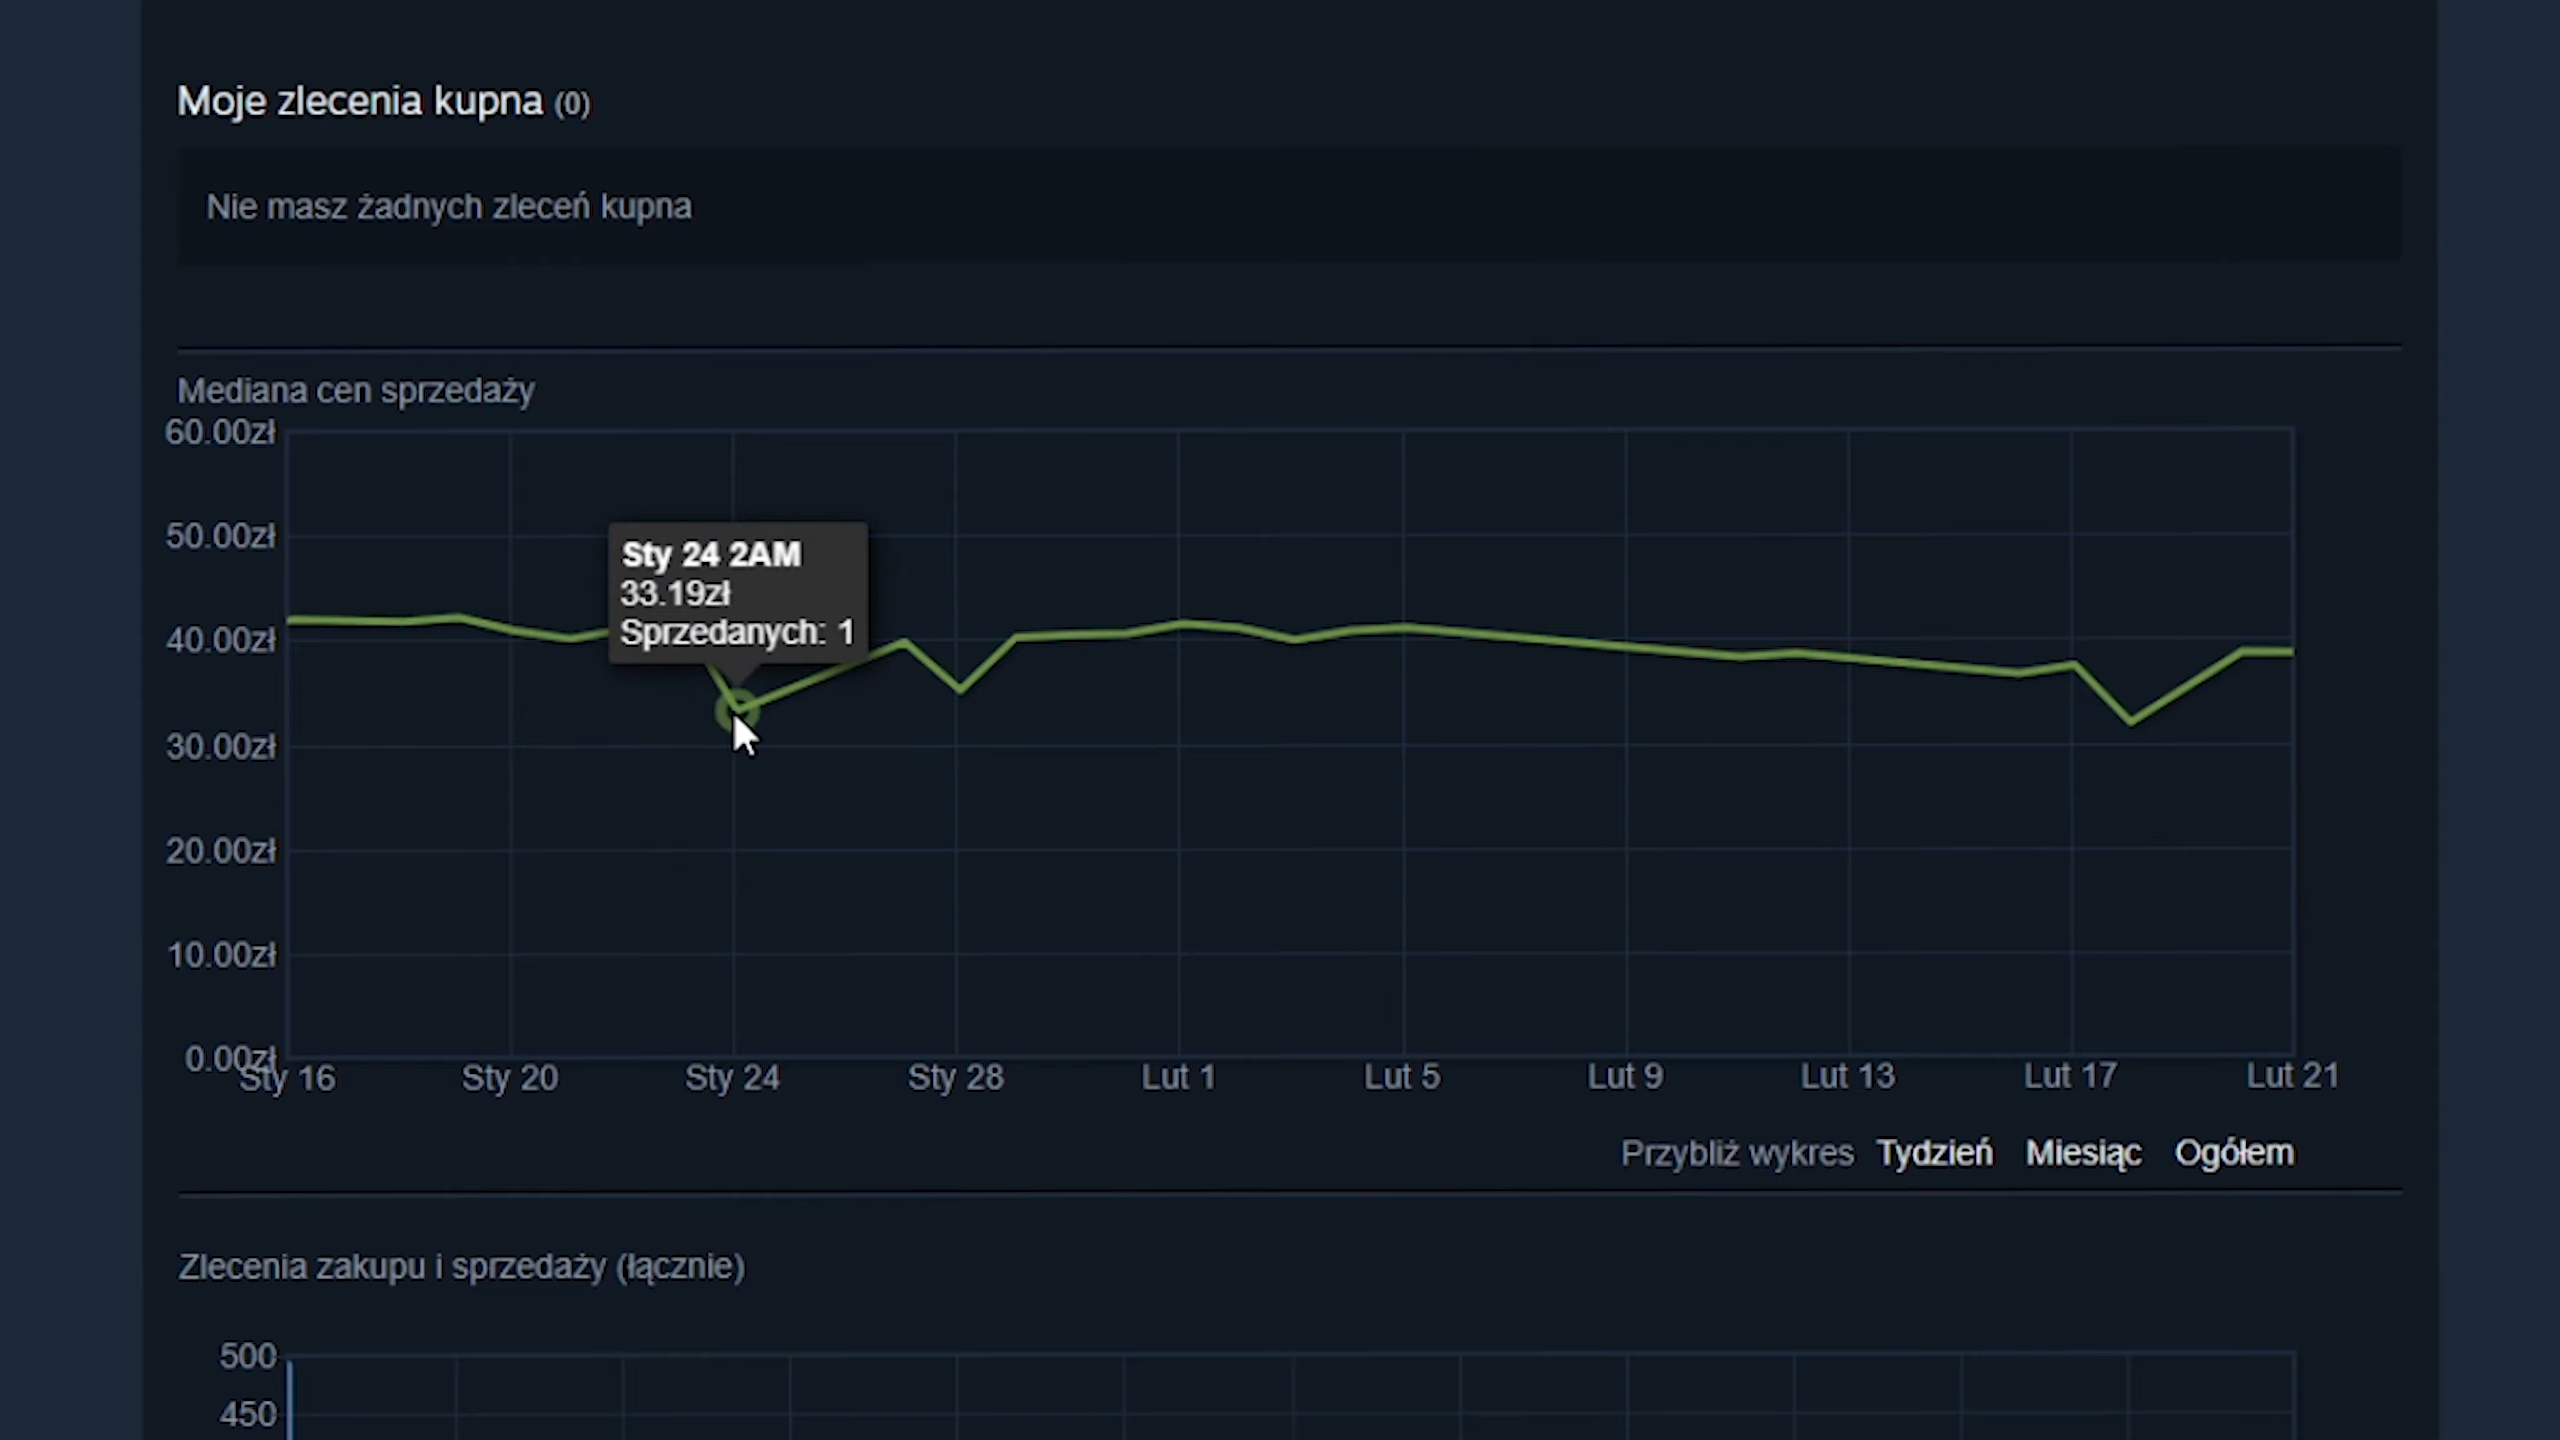 Moje zlecenia kupna (0)
Nie masz żadnych zleceń kupna
Mediana cen sprzedaży
60.00zł
50.00zł
Sty 24 2AM
33.19zł
Sprzedanych: 1
40.00zł
30.00zł
20.00zł
10.00zł
0.00zł
Sty 16 Sty 20 Sty 24 Sty 28 Lut 1 Lut 5 Lut 9 Lut 13 Lut 17 Lut 21
Przybliż wykres Tydzień Miesiąc Ogółem
Zlecenia zakupu i sprzedaży (łącznie)
500
450